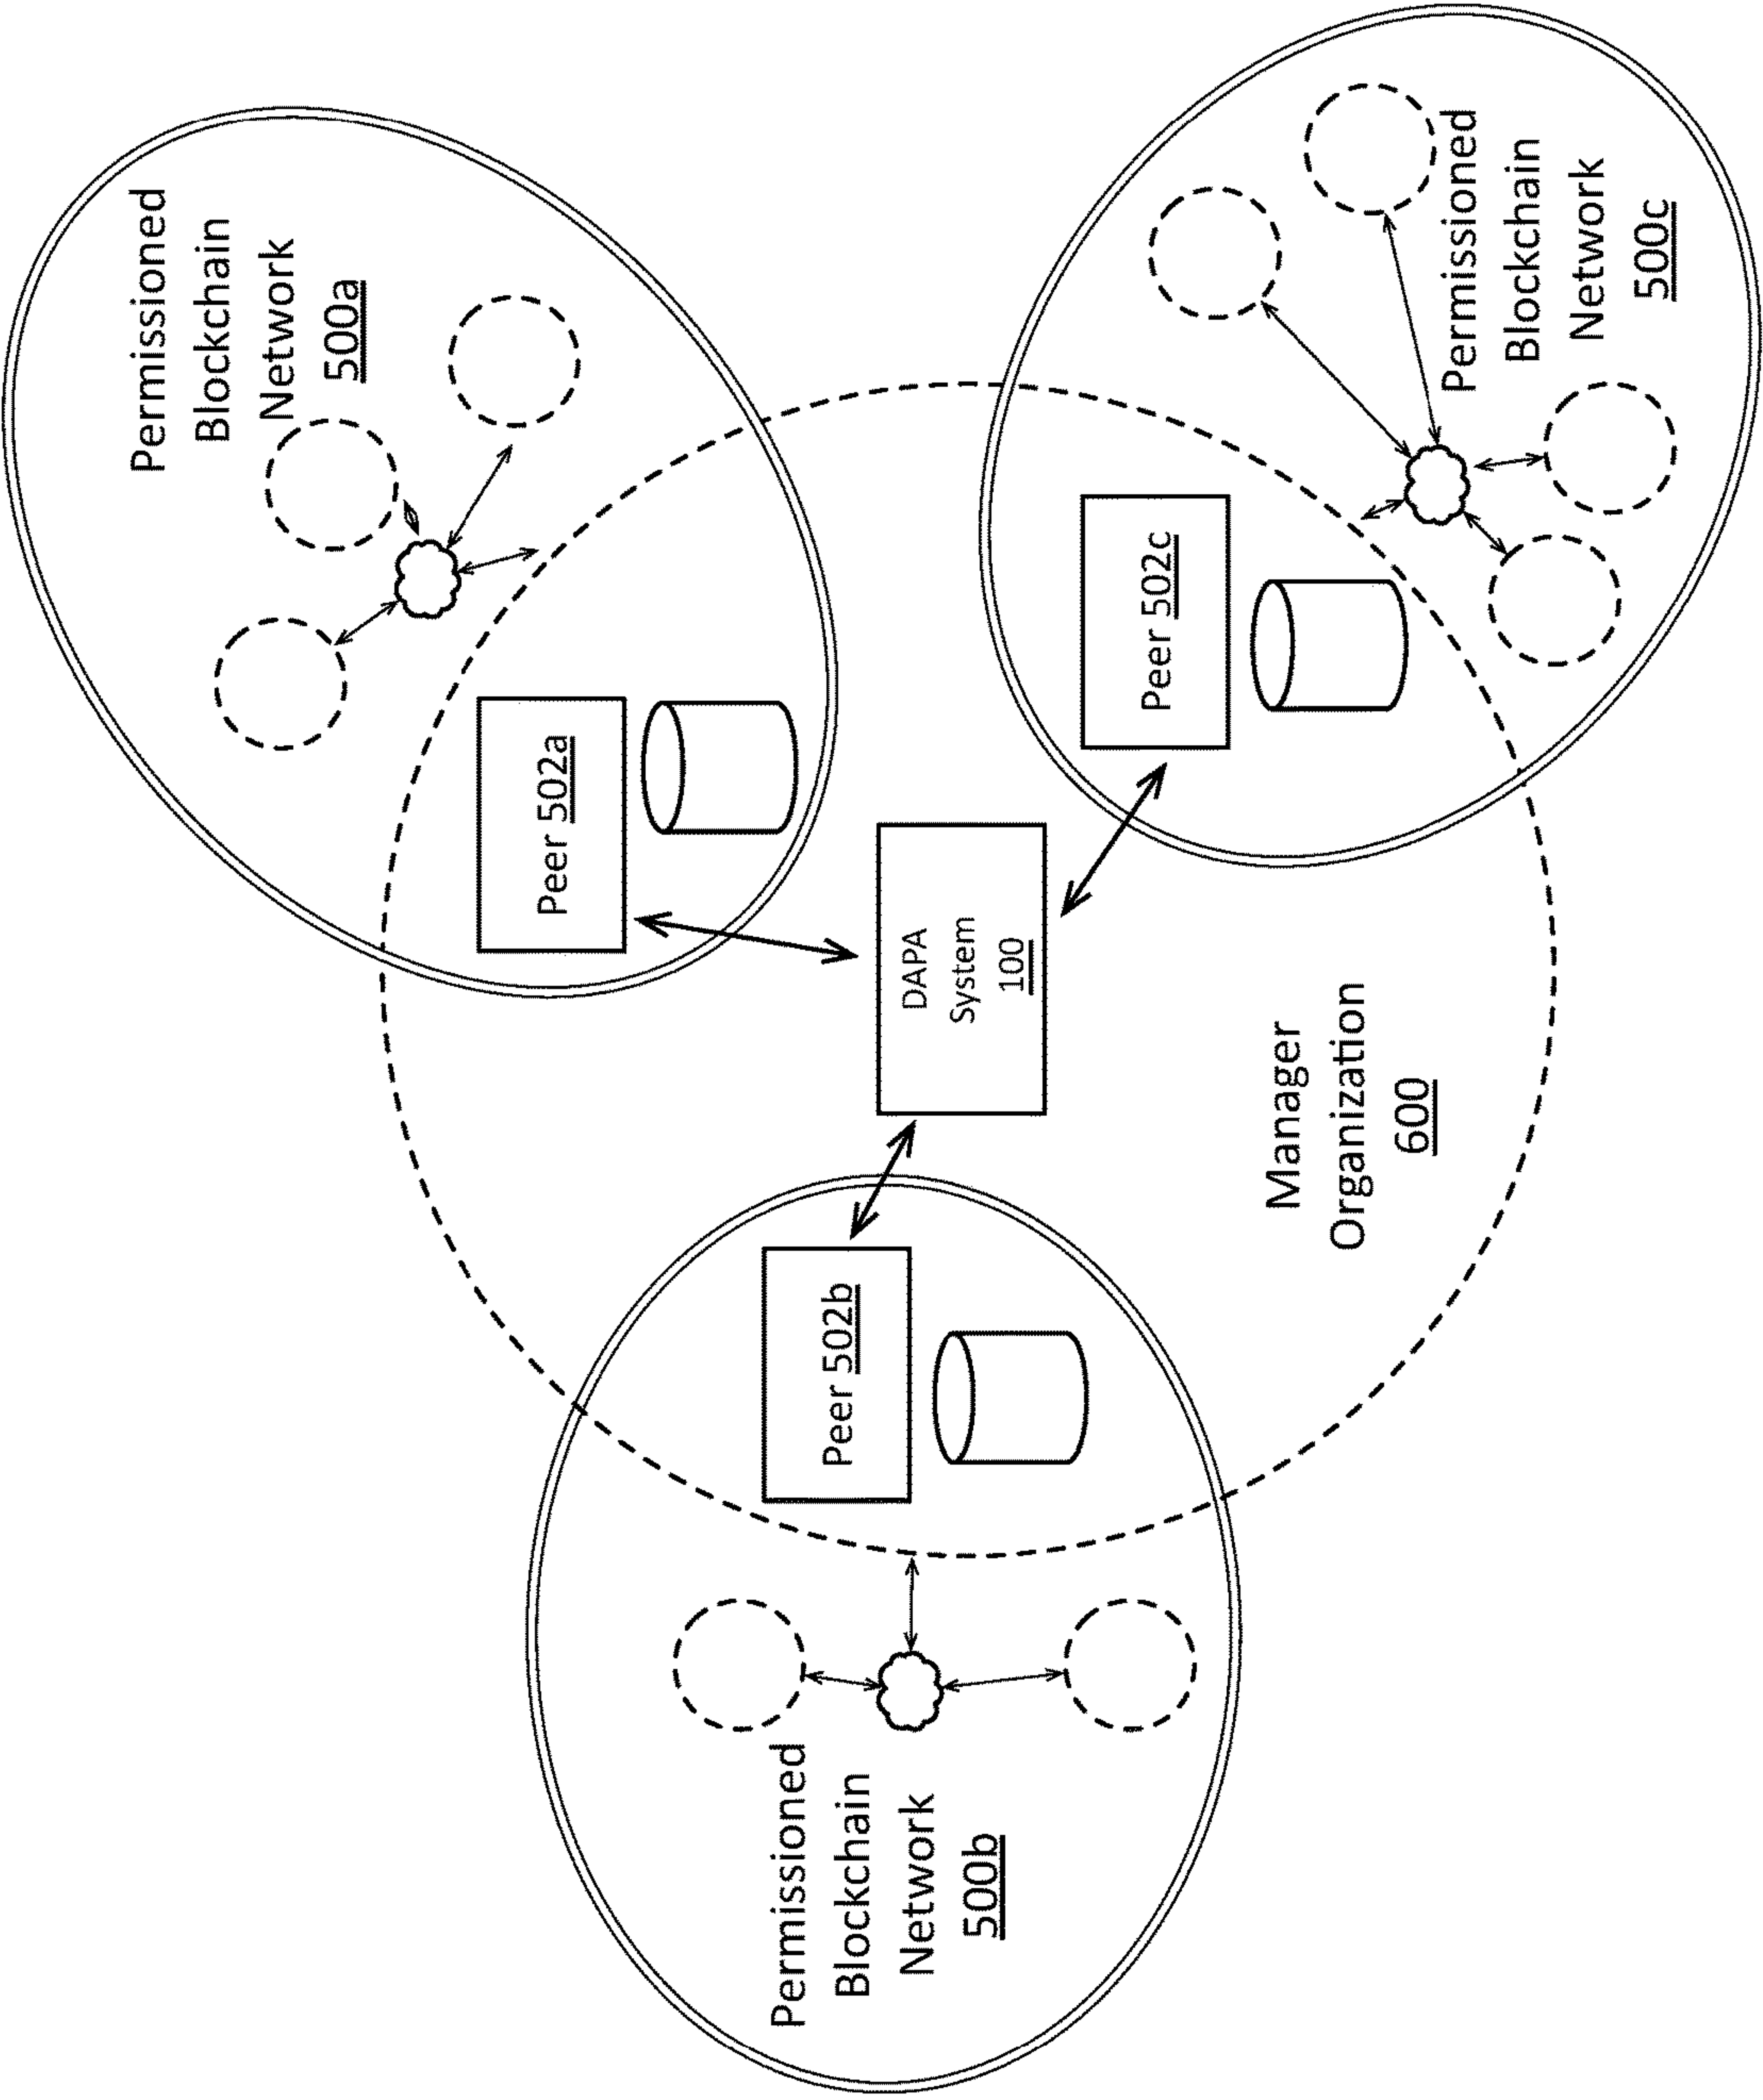 Permissioned
Blockchain
Network
500a
Peer 502a
Permissioned
Blockchain
Network
500b
Peer 502b
DAPA
System
100
Peer 502c
Permissioned
Blockchain
Network
500c
Manager
Organization
600